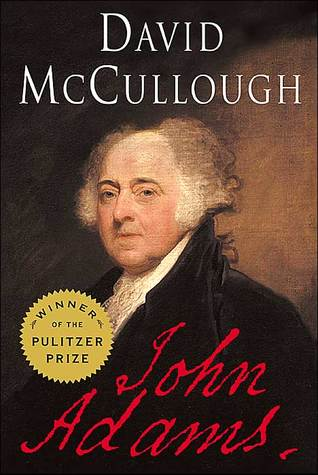 DAVID
McCULLOUGH
WINNER
OF THE
PULITZER
PRIZE
John
Adams.